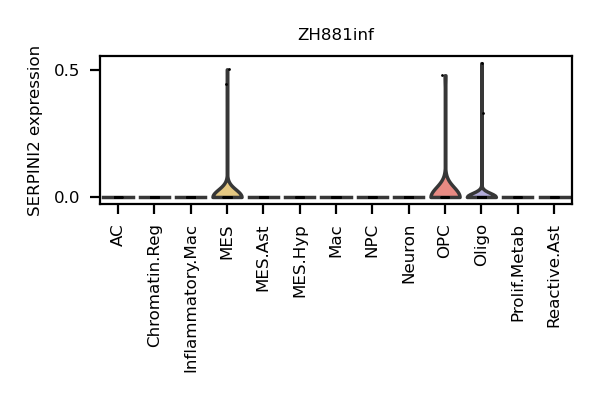 ZH881inf
SERPINI2 expression
0.5
0.0
AC
Chromatin.Reg
Inflammatory.Mac
MES
MES.Ast
MES.Hyp
Mac
NPC
Neuron
OPC
Oligo
Prolif.Metab
Reactive.Ast